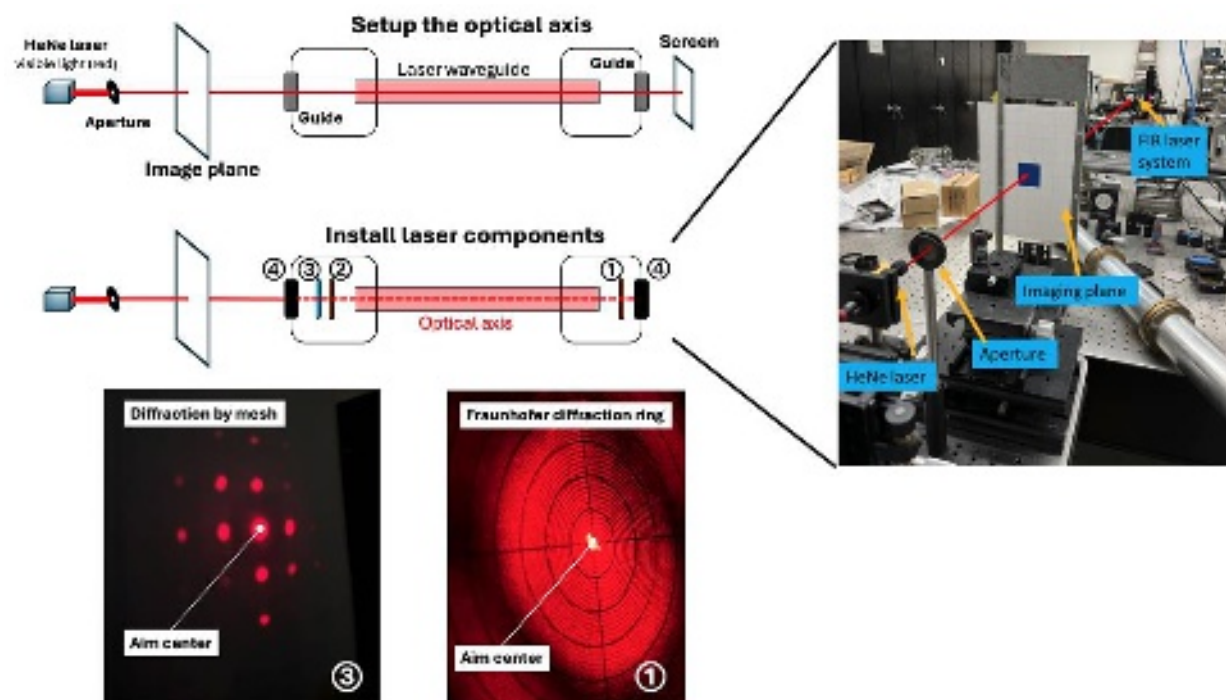 Setup the optical axis
HeNe laser
visible light (red)
Screen
Laser waveguide
Guide
Aperture
Guide
Image plane
Install laser components
④ ③ ② ① ④
Optical axis
FIR laser
system
Imaging plane
Aperture
HeNe laser
Diffraction by mesh
Aim center
③
Fraunhofer diffraction ring
Aim center
①